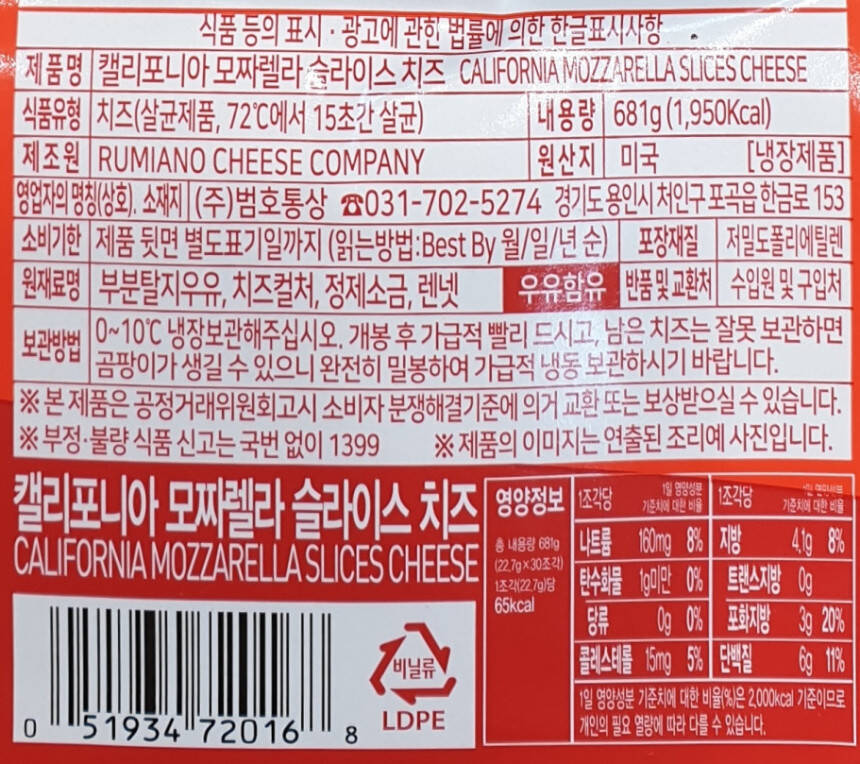 식품 등의 표시·광고에 관한 법률에 의한 한글표시사항
제품명 캘리포니아 모짜렐라 슬라이스 치즈 CALIFORNIA MOZZARELLA SLICES CHEESE
식품유형 치즈(살균제품, 72℃에서 15초간 살균) 내용량 681g (1,950Kcal)
제조원 RUMIANO CHEESE COMPANY 원산지 미국 [냉장제품]
영업자의 명칭(상호). 소재지 (주)범호통상 ☎031-702-5274 경기도 용인시 처인구 포곡읍 한금로 153
소비기한 제품 뒷면 별도표기일까지 (읽는방법:Best By 월/일/년 순) 포장재질 저밀도폴리에틸렌
원재료명 부분탈지우유, 치즈컬처, 정제소금, 렌넷 우유함유 반품 및 교환처 수입원 및 구입처
보관방법 0~10℃ 냉장보관해주십시오. 개봉 후 가급적 빨리 드시고, 남은 치즈는 잘못 보관하면
곰팡이가 생길 수 있으니 완전히 밀봉하여 가급적 냉동 보관하시기 바랍니다.
※ 본 제품은 공정거래위원회고시 소비자 분쟁해결기준에 의거 교환 또는 보상받으실 수 있습니다.
※ 부정·불량 식품 신고는 국번 없이 1399 ※ 제품의 이미지는 연출된 조리예 사진입니다.
캘리포니아 모짜렐라 슬라이스 치즈
CALIFORNIA MOZZARELLA SLICES CHEESE
0 51934 72016 8
비닐류
LDPE
영양정보
총 내용량 681g
(22.7g×30조각)
1조각(22.7g)당
65kcal
1조각당 1일 영양성분 기준치에 대한 비율 1조각당 1일 영양성분 기준치에 대한 비율
나트륨 160mg 8% 지방 4.1g 8%
탄수화물 1g미만 0% 트랜스지방 0g
당류 0g 0% 포화지방 3g 20%
콜레스테롤 15mg 5% 단백질 6g 11%
1일 영양성분 기준치에 대한 비율(%)은 2,000kcal 기준이므로
개인의 필요 열량에 따라 다를 수 있습니다.